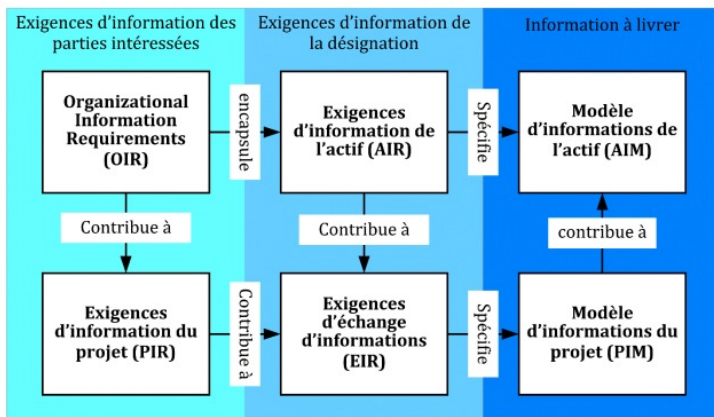 Exigences d'information des
parties intéressées
Exigences d'information de
la désignation
Information à livrer
Organizational
Information
Requirements
(OIR)
encapsule
Exigences
d'information de
l'actif (AIR)
Spécifie
Modèle
d'informations de
l'actif (AIM)
Contribue à
Contribue à
contribue à
Exigences
d'information du
projet (PIR)
Contribue à
Exigences
d'échange
d'informations
(EIR)
Spécifie
Modèle
d'informations du
projet (PIM)